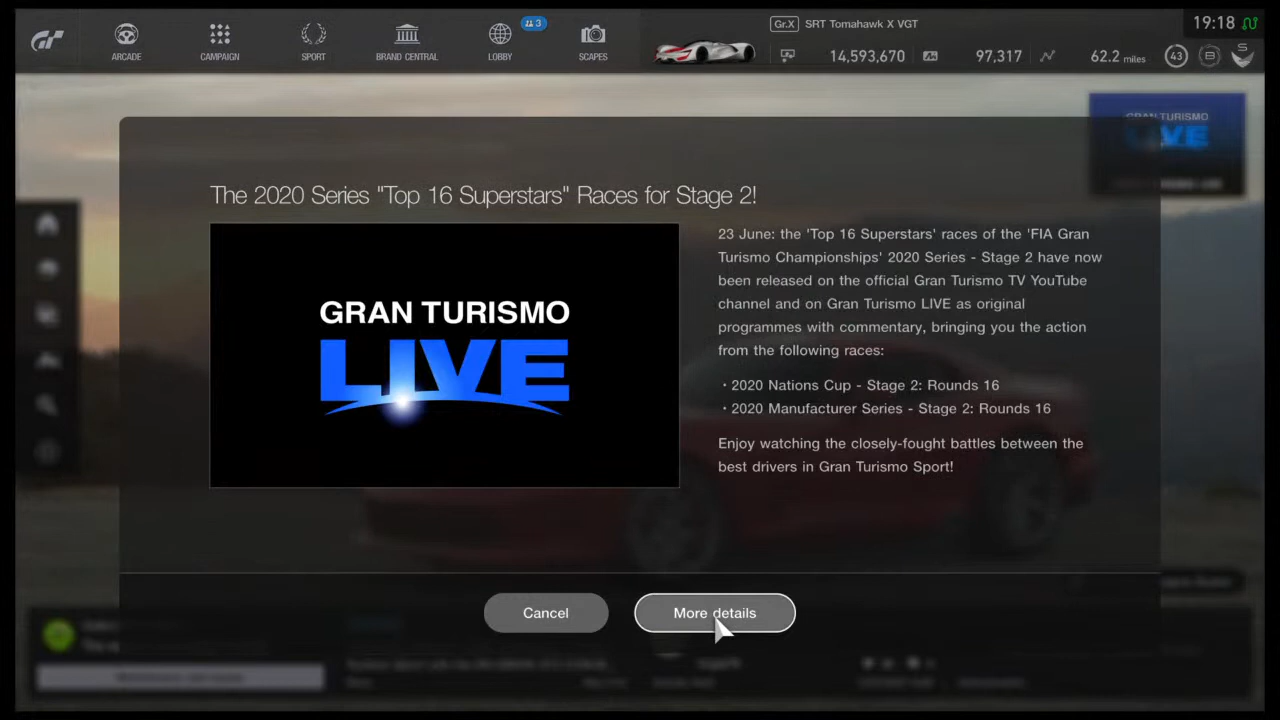 Gr.X SRT Tomahawk X VGT
19:18
3
ARCADE CAMPAIGN SPORT BRAND CENTRAL LOBBY SCAPES
14,593,670 97,317 62.2 miles 43 B S
GRAN TURISMO
LIVE
The 2020 Series "Top 16 Superstars" Races for Stage 2!
GRAN TURISMO
LIVE
23 June: the 'Top 16 Superstars' races of the 'FIA Gran
Turismo Championships' 2020 Series - Stage 2 have now
been released on the official Gran Turismo TV YouTube
channel and on Gran Turismo LIVE as original
programmes with commentary, bringing you the action
from the following races:
・2020 Nations Cup - Stage 2: Rounds 16
・2020 Manufacturer Series - Stage 2: Rounds 16
Enjoy watching the closely-fought battles between the
best drivers in Gran Turismo Sport!
Cancel More details